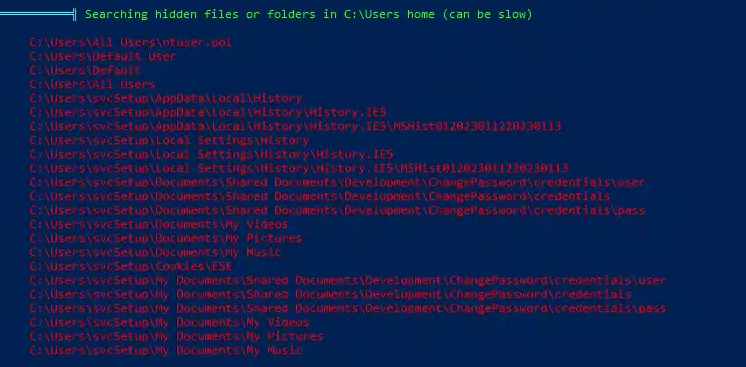 Searching hidden files or folders in C:\Users home (can be slow)
C:\Users\All Users\ntuser.pol
C:\Users\Default User
C:\Users\Default
C:\Users\All Users
C:\Users\svcSetup\AppData\Local\History
C:\Users\svcSetup\AppData\Local\History\History.IE5
C:\Users\svcSetup\AppData\Local\History\History.IE5\MSHist012023011220230113
C:\Users\svcSetup\Local Settings\History
C:\Users\svcSetup\Local Settings\History\History.IE5
C:\Users\svcSetup\Local Settings\History\History.IE5\MSHist012023011220230113
C:\Users\svcSetup\Documents\Shared Documents\Development\ChangePassword\credentials\user
C:\Users\svcSetup\Documents\Shared Documents\Development\ChangePassword\credentials
C:\Users\svcSetup\Documents\Shared Documents\Development\ChangePassword\credentials\pass
C:\Users\svcSetup\Documents\My Videos
C:\Users\svcSetup\Documents\My Pictures
C:\Users\svcSetup\Documents\My Music
C:\Users\svcSetup\Cookies\ESE
C:\Users\svcSetup\My Documents\Shared Documents\Development\ChangePassword\credentials\user
C:\Users\svcSetup\My Documents\Shared Documents\Development\ChangePassword\credentials
C:\Users\svcSetup\My Documents\Shared Documents\Development\ChangePassword\credentials\pass
C:\Users\svcSetup\My Documents\My Videos
C:\Users\svcSetup\My Documents\My Pictures
C:\Users\svcSetup\My Documents\My Music